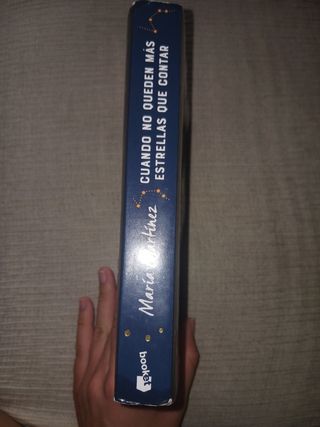 CUANDO NO QUEDEN MÁS
ESTRELLAS QUE CONTAR
María Martínez
booket